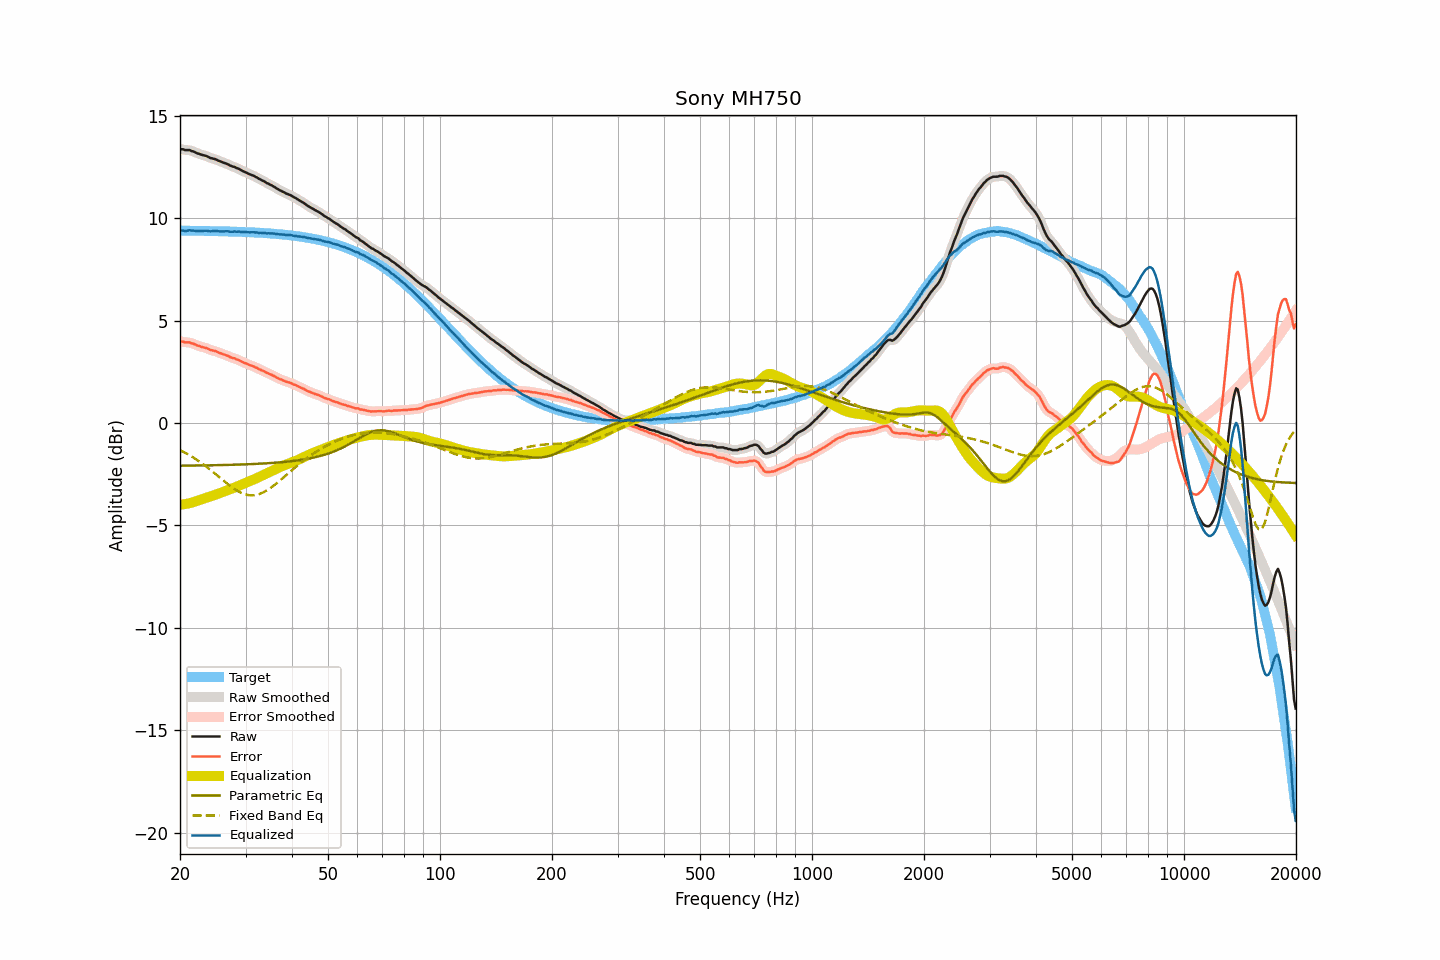 Sony MH750
15
10
5
0
−5
−10
−15
−20
Amplitude (dBr)
Target
Raw Smoothed
Error Smoothed
Raw
Error
Equalization
Parametric Eq
Fixed Band Eq
Equalized
20 50 100 200 500 1000 2000 5000 10000 20000
Frequency (Hz)